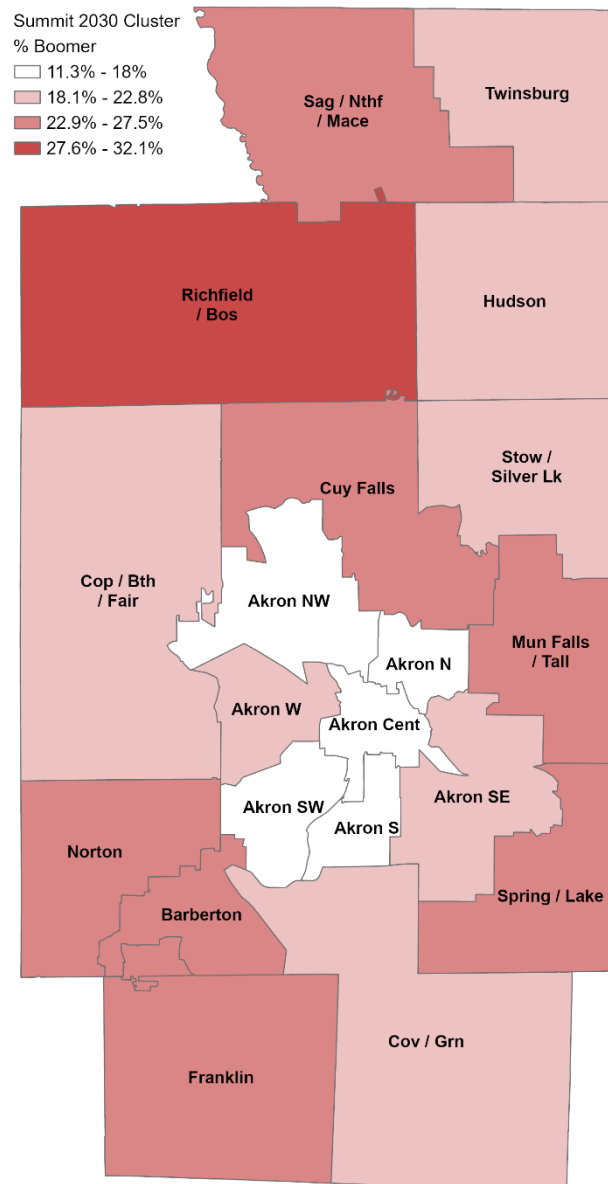 Summit 2030 Cluster
% Boomer
11.3% - 18%
18.1% - 22.8%
22.9% - 27.5%
27.6% - 32.1%
Sag / Nthf
/ Mace
Twinsburg
Richfield
/ Bos
Hudson
Stow /
Silver Lk
Cuy Falls
Cop / Bth
/ Fair
Akron NW
Akron N
Mun Falls
/ Tall
Akron W
Akron Cent
Akron SE
Akron SW
Akron S
Norton
Spring / Lake
Barberton
Cov / Grn
Franklin